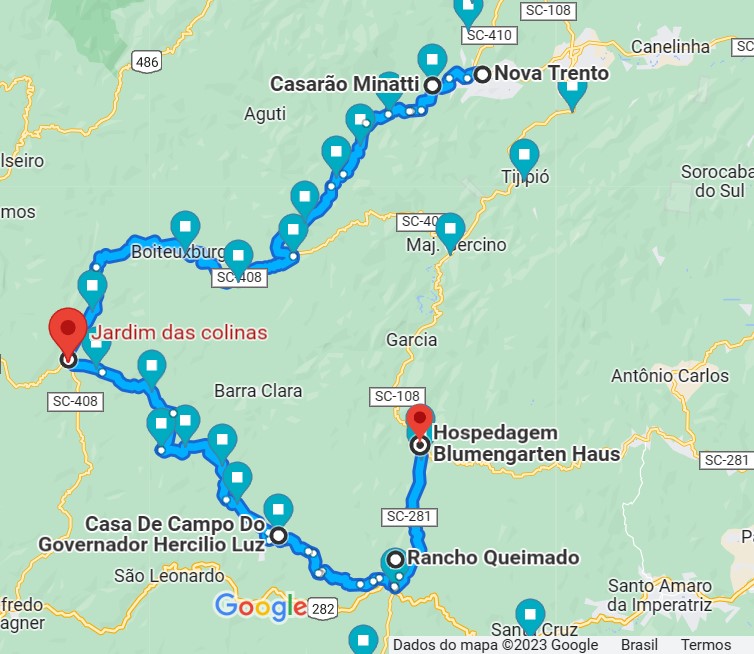 SC-108
SC-410
Canelinha
SC
486
Nova Trento
Casarão Minatti
Aguti
lseiro
Tijipó
Sorocaba
do Sul
mos
SC-40
Maj. Vercino
Boiteuxburg
SC-408
Jardim das colinas
Garcia
Antônio Carlos
Barra Clara
SC-408
SC-108
Hospedagem
Blumengarten Haus
SC-281
SC-281
Casa De Campo Do
Governador Hercilio Luz
Rancho Queimado
São Leonardo
Santo Amaro
da Imperatriz
Google
282
fredo
agner
Cruz
Dados do mapa ©2023 Google
Brasil
Termos